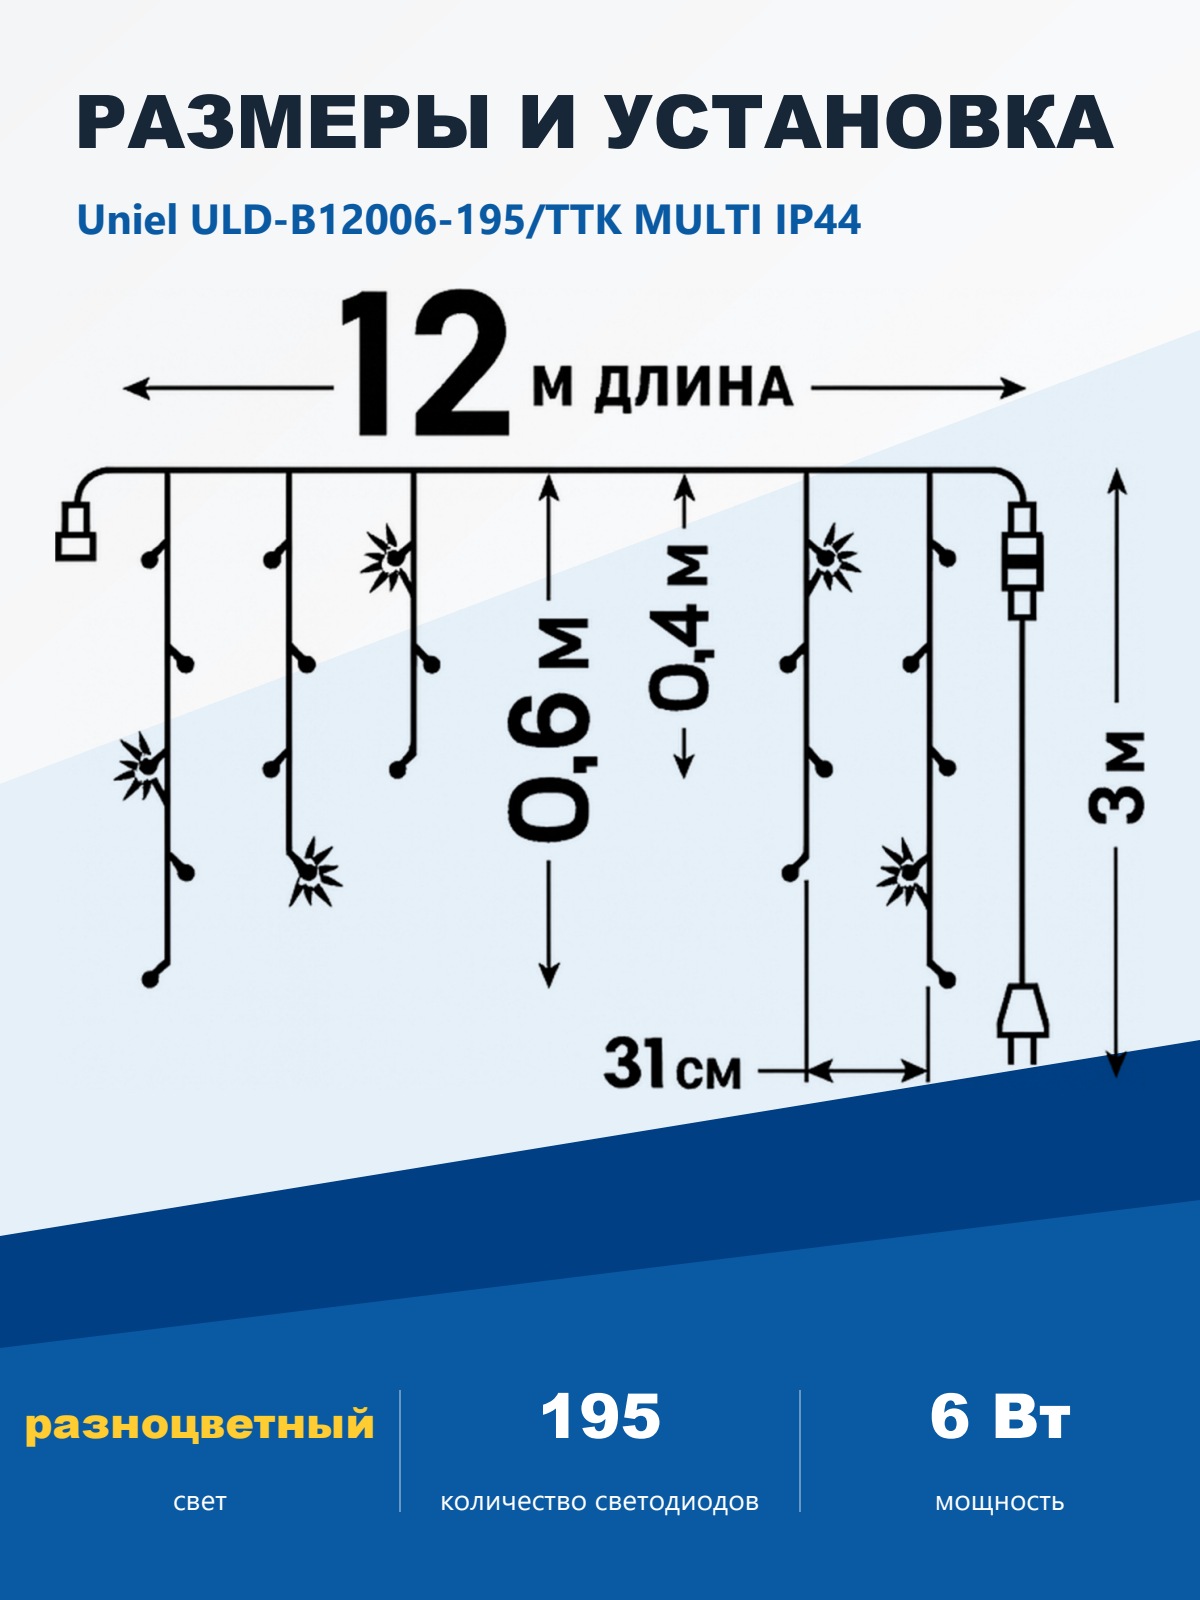 РАЗМЕРЫ И УСТАНОВКА
Uniel ULD-B12006-195/TTK MULTI IP44
12 М ДЛИНА
0,6 м
0,4 м
3 м
31 см
разноцветный
свет
195
количество светодиодов
6 Вт
мощность